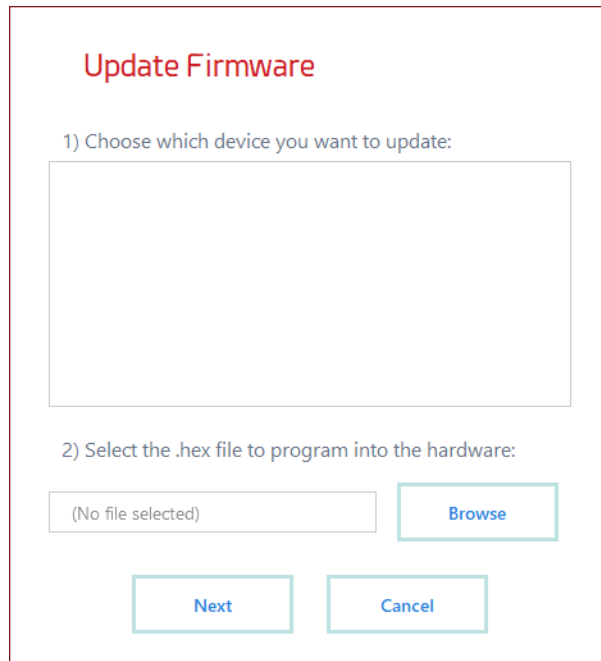 Update Firmware
1) Choose which device you want to update:
2) Select the .hex file to program into the hardware:
(No file selected)
Browse
Next
Cancel